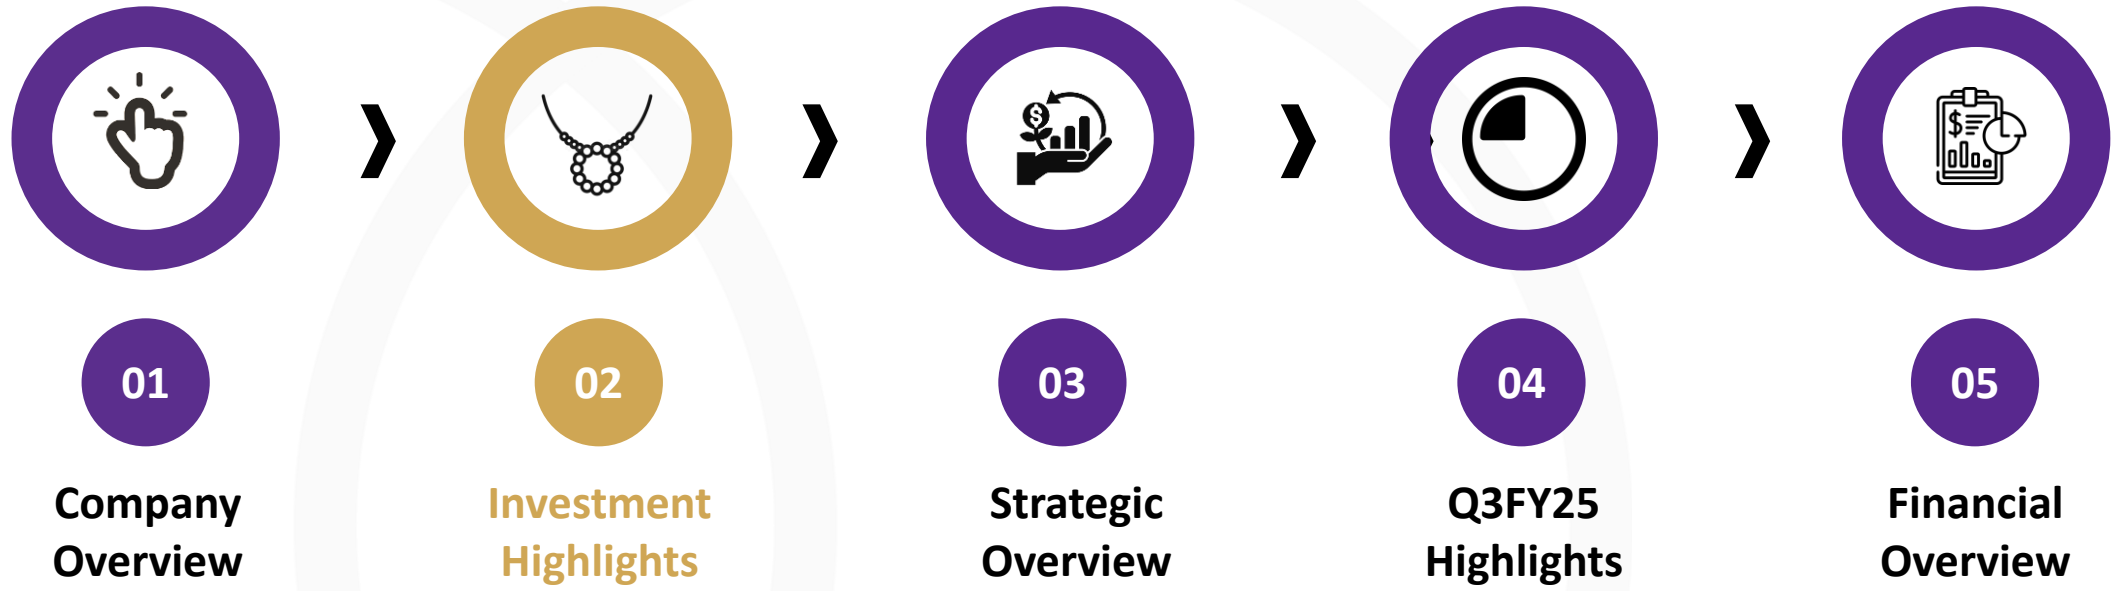 01
Company
Overview
02
Investment
Highlights
03
Strategic
Overview
04
Q3FY25
Highlights
05
Financial
Overview